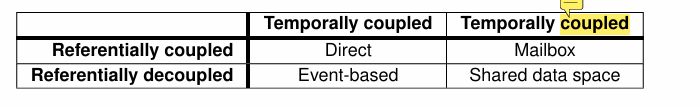 Temporally coupled Temporally coupled
Referentially coupled Direct Mailbox
Referentially decoupled Event-based Shared data space